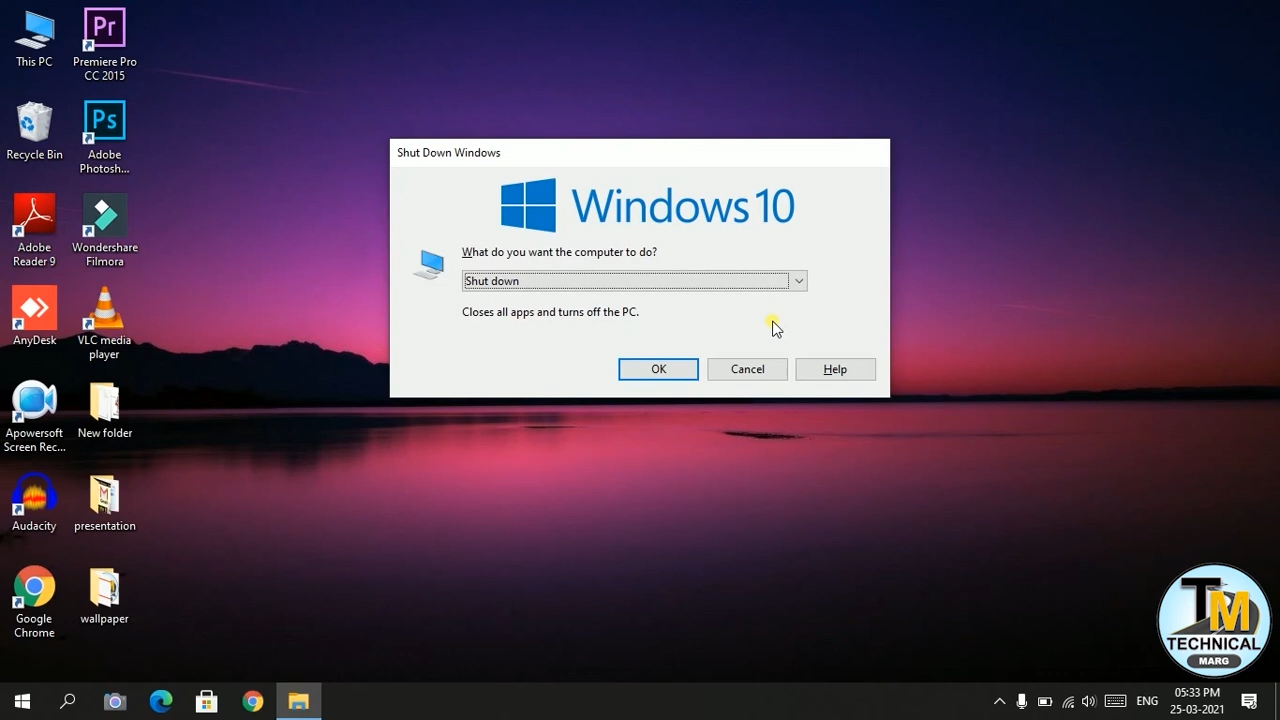 This PC
Pr
Premiere Pro
CC 2015
Recycle Bin
Ps
Adobe
Photosh...
Adobe
Reader 9
Wondershare
Filmora
AnyDesk
VLC media
player
Apowersoft
Screen Rec...
New folder
Audacity
presentation
Google
Chrome
wallpaper
Shut Down Windows
Windows 10
What do you want the computer to do?
Shut down
Closes all apps and turns off the PC.
OK
Cancel
Help
TM
TECHNICAL
MARG
ENG
05:33 PM
25-03-2021